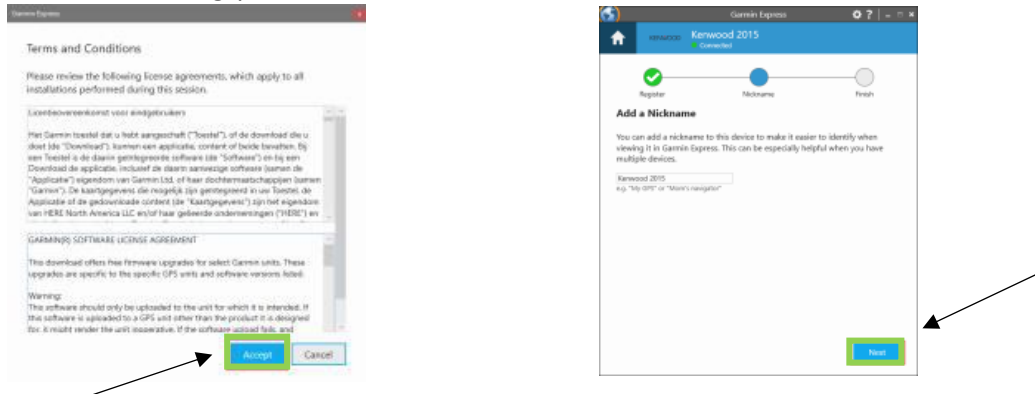 Garmin Express
Terms and Conditions
Please review the following license agreements, which apply to all
installations performed during this session.
Licentieovereenkomst voor eindgebruikers
Het Garmin toestel dat u hebt aangeschaft ("Toestel"), of de download die u
doet (de "Download"), kunnen een applicatie, content of beide bevatten. Bij
een Toestel is de daarin geïntegreerde software (de "Software") en bij een
Download de applicatie, inclusief de daarin aanwezige software (samen de
"Applicatie") eigendom van Garmin Ltd. of haar dochtermaatschappijen (samen
"Garmin"). De kaartgegevens die mogelijk zijn geïntegreerd in uw Toestel, de
Applicatie of de gedownloade content (de "Kaartgegevens") zijn het eigendom
van HERE North America LLC en/of haar gelieerde ondernemingen ("HERE") en
GARMIN(R) SOFTWARE LICENSE AGREEMENT
This download offers free firmware upgrades for select Garmin units. These
upgrades are specific to the specific GPS units and software versions listed.
Warning:
This software should only be uploaded to the unit for which it is intended. If
this software is uploaded to a GPS unit other than the product it is designed
for, it might render the unit inoperative. If the software upload fails, and
Accept
Cancel
Garmin Express
?
KENWOOD
Kenwood 2015
Connected
Register
Nickname
Finish
Add a Nickname
You can add a nickname to this device to make it easier to identify when
viewing it in Garmin Express. This can be especially helpful when you have
multiple devices.
Kenwood 2015
e.g. "My GPS" or "Mom's navigator"
Next